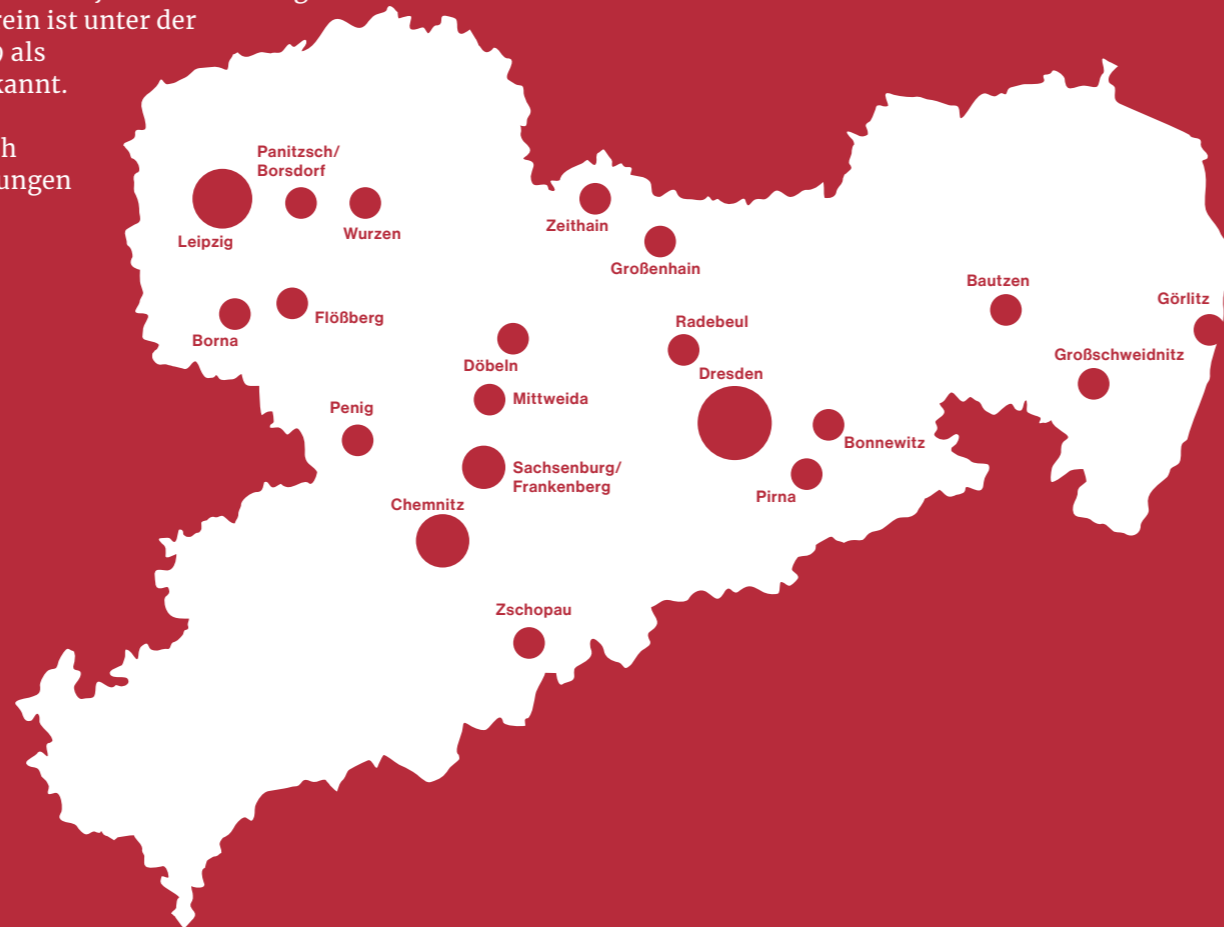 rein ist unter der
als
kannt.
h
ungen
Panitzsch/
Borsdorf
Leipzig
Wurzen
Zeithain
Großenhain
Bautzen
Görlitz
Borna
Flößberg
Radebeul
Döbeln
Dresden
Großschweidnitz
Mittweida
Penig
Bonnewitz
Sachsenburg/
Frankenberg
Pirna
Chemnitz
Zschopau